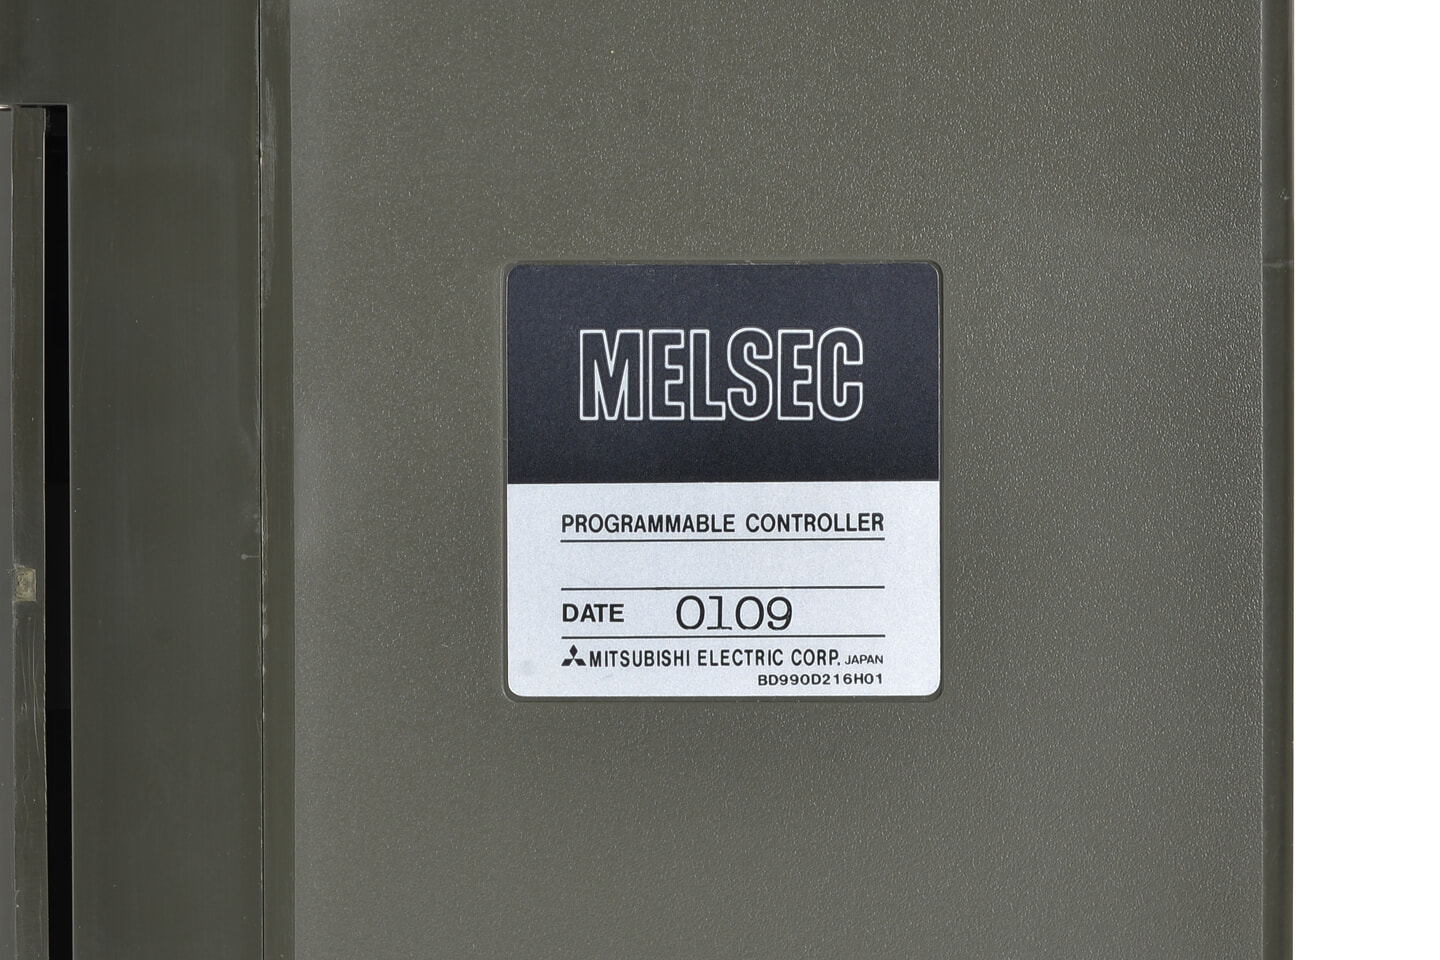 MELSEC
PROGRAMMABLE CONTROLLER
DATE 0109
MITSUBISHI ELECTRIC CORP. JAPAN
BD990D216H01